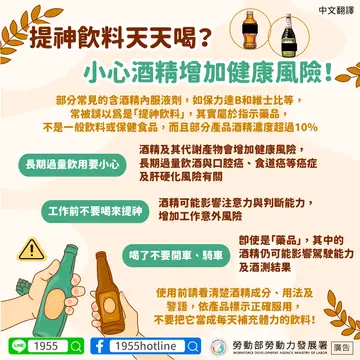 中文翻譯
提神飲料天天喝?
小心酒精增加健康風險!
部分常見的含酒精內服液劑，如保力達B和維士比等，
常被誤以為是「提神飲料」，其實屬於指示藥品，
不是一般飲料或保健食品，而且部分產品酒精濃度超過10%
長期過量飲用要小心
酒精及其代謝產物會增加健康風險，
長期過量飲酒與口腔癌、食道癌等癌症
及肝硬化風險有關
工作前不要喝來提神
酒精可能影響注意力與判斷能力，
增加工作意外風險
喝了不要開車、騎車
即使是「藥品」，其中的
酒精仍可能影響駕駛能力
及酒測結果
使用前請看清楚酒精成分、用法及
警語，依產品標示正確服用，
不要把它當成每天補充體力的飲料!
LINE 1955
1955hotline
勞動部勞動力發展署
WORKFORCE DEVELOPMENT AGENCY, MINISTRY OF LABOR
廣告